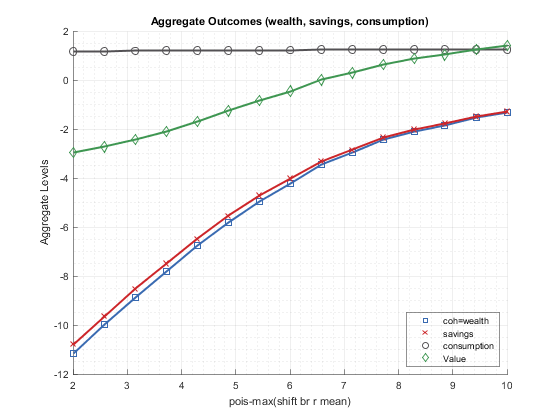 Aggregate Outcomes (wealth, savings, consumption)
2
0
-2
-4
-6
-8
-10
-12
Aggregate Levels
2 3 4 5 6 7 8 9 10
pois-max(shift br r mean)
coh=wealth
savings
consumption
Value